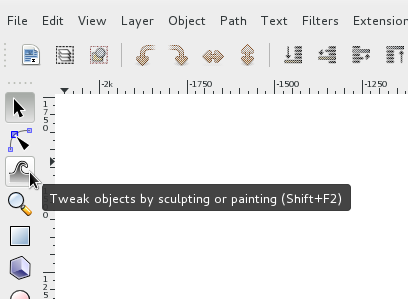 File Edit View Layer Object Path Text Filters Extension
-2k -1750 -1500 -1250
Tweak objects by sculpting or painting (Shift+F2)